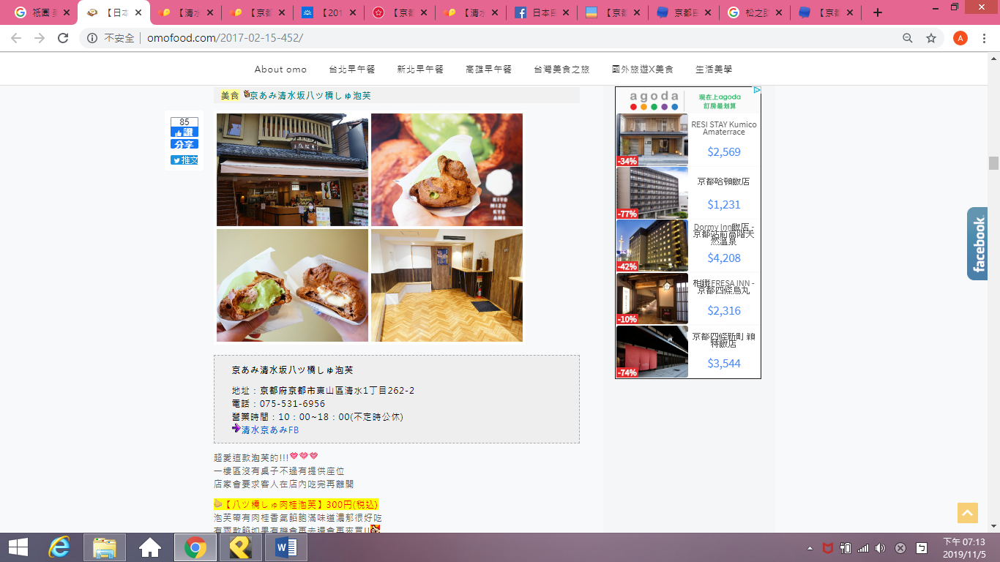 祇園 美
【日本
【清水
【京都
【201
【京都
【清水
日本自
【京都
京都自
松之助
【京都
不安全 | omofood.com/2017-02-15-452/
About omo 台北早午餐 新北早午餐 高雄早午餐 台灣美食之旅 國外旅遊X美食 生活美學
美食 京あみ清水坂八ツ橋しゅ泡芙
85
讚
分享
推文
KIYO
MIZU
KYO
AMI
京あみ清水坂八ツ橋しゅ泡芙
地址：京都府京都市東山區清水1丁目262-2
電話：075-531-6956
營業時間：10：00~18：00(不定時公休)
清水京あみFB
超愛這款泡芙的!!!
一樓區沒有桌子不過有提供座位
店家會要求客人在店內吃完再離開
【八ツ橋しゅ肉桂泡芙】300円(税込)
泡芙帶有肉桂香氣餡飽滿味道濃郁很好吃
有兩款餡如果有機會再去還會再來買!!
agoda
現在上agoda
訂房最划算
RESI STAY Kumico
Amaterrace
$2,569
-34%
京都哈頓飯店
$1,231
-77%
Dormy Inn飯店 -
京都站前高階天
然溫泉
$4,208
-42%
相鐵FRESA INN -
京都四條烏丸
$2,316
-10%
京都四條新町 穎
特飯店
$3,544
-74%
facebook
下午 07:13
2019/11/5